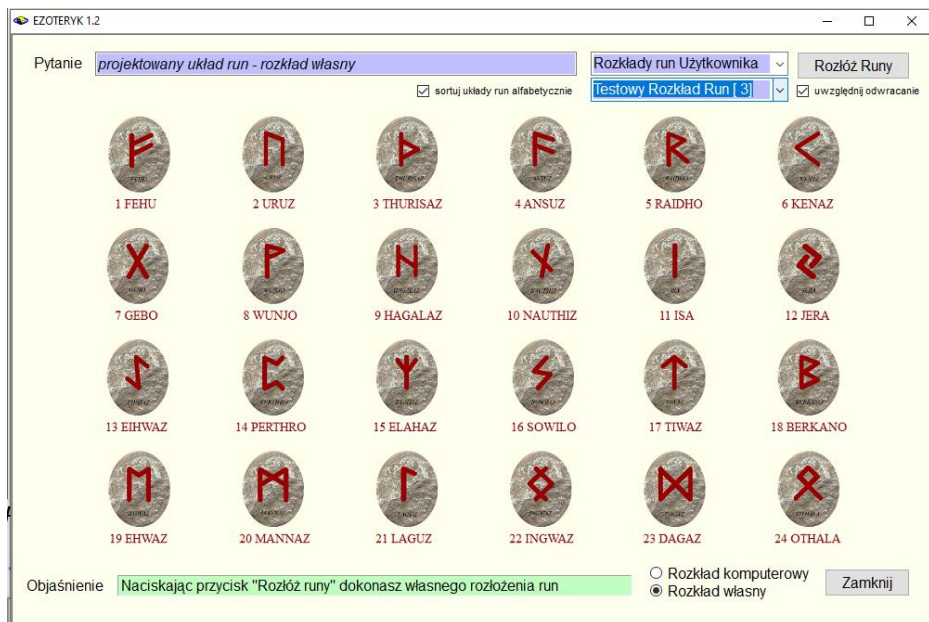 EZOTERYK 1.2
Pytanie projektowany układ run - rozkład własny Rozkłady run Użytkownika Rozłóż Runy
sortuj układy run alfabetycznie Testowy Rozkład Run [ 3] uwzględnij odwracanie
1 FEHU 2 URUZ 3 THURISAZ 4 ANSUZ 5 RAIDHO 6 KENAZ
7 GEBO 8 WUNJO 9 HAGALAZ 10 NAUTHIZ 11 ISA 12 JERA
13 EIHWAZ 14 PERTHRO 15 ELAHAZ 16 SOWILO 17 TIWAZ 18 BERKANO
19 EHWAZ 20 MANNAZ 21 LAGUZ 22 INGWAZ 23 DAGAZ 24 OTHALA
Objaśnienie Naciskając przycisk "Rozłóż runy" dokonasz własnego rozłożenia run
Rozkład komputerowy
Rozkład własny
Zamknij